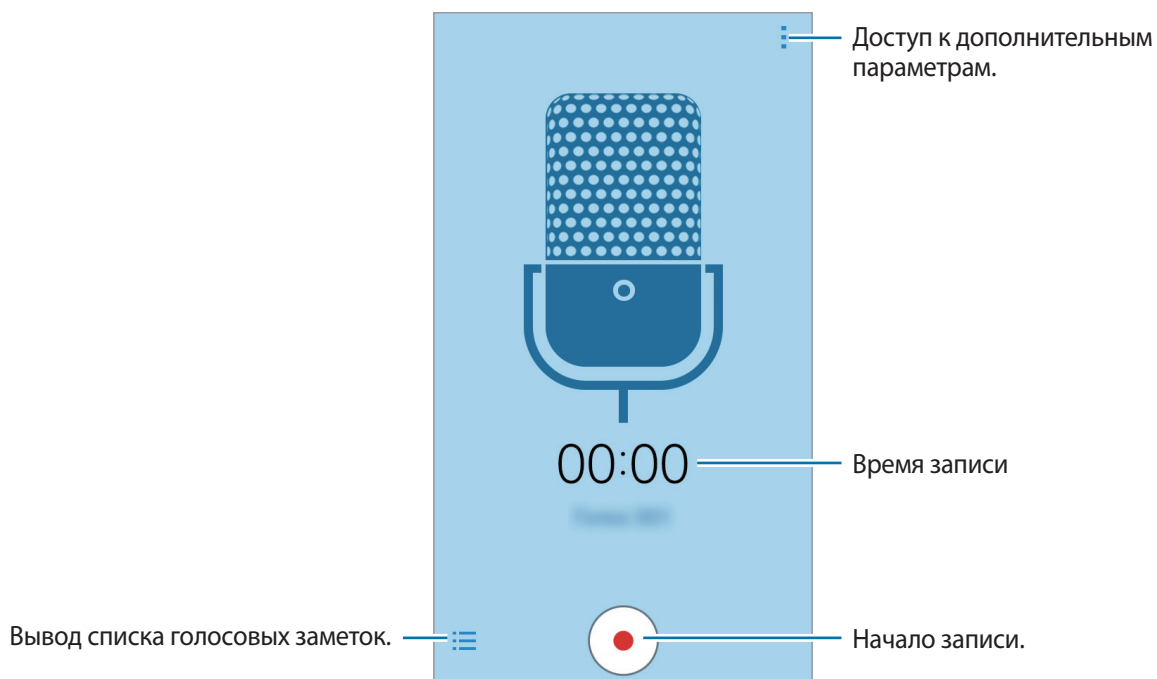 Доступ к дополнительным
параметрам.
00:00
Время записи
Вывод списка голосовых заметок.
Начало записи.